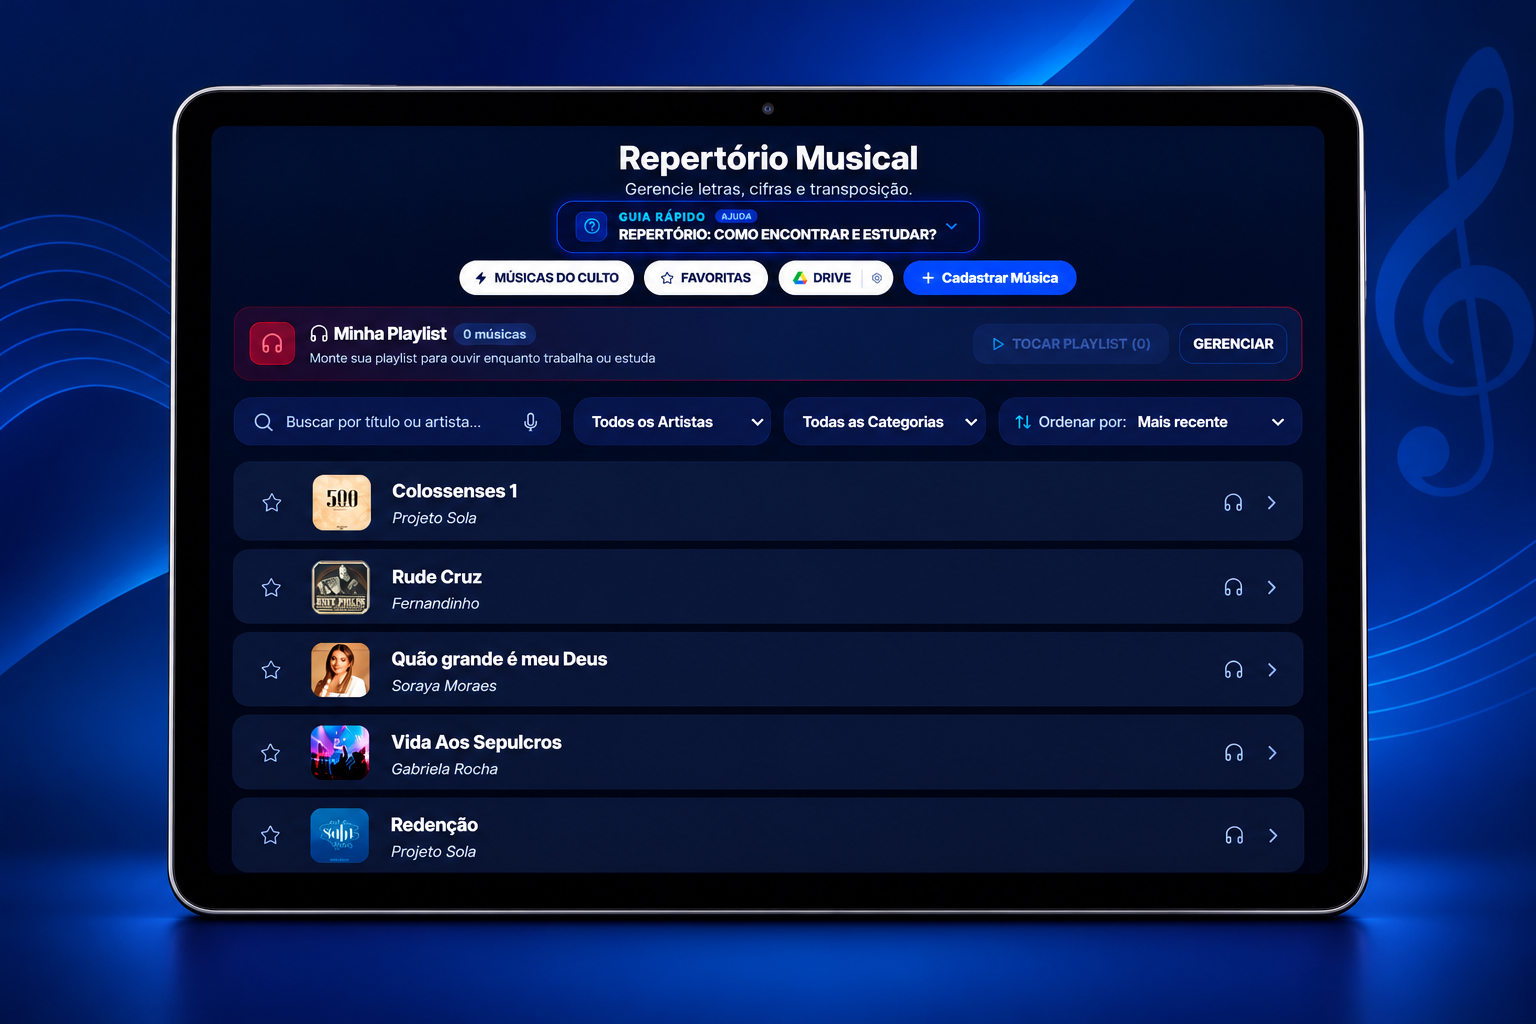 Repertório Musical
Gerencie letras, cifras e transposição.
GUIA RÁPIDO AJUDA
REPERTÓRIO: COMO ENCONTRAR E ESTUDAR?
MÚSICAS DO CULTO FAVORITAS DRIVE Cadastrar Música
Minha Playlist 0 músicas
Monte sua playlist para ouvir enquanto trabalha ou estuda
TOCAR PLAYLIST (0) GERENCIAR
Buscar por título ou artista... Todos os Artistas Todas as Categorias Ordenar por: Mais recente
500
Colossenses 1
Projeto Sola
Rude Cruz
Fernandinho
Quão grande é meu Deus
Soraya Moraes
Vida Aos Sepulcros
Gabriela Rocha
Redenção
Projeto Sola